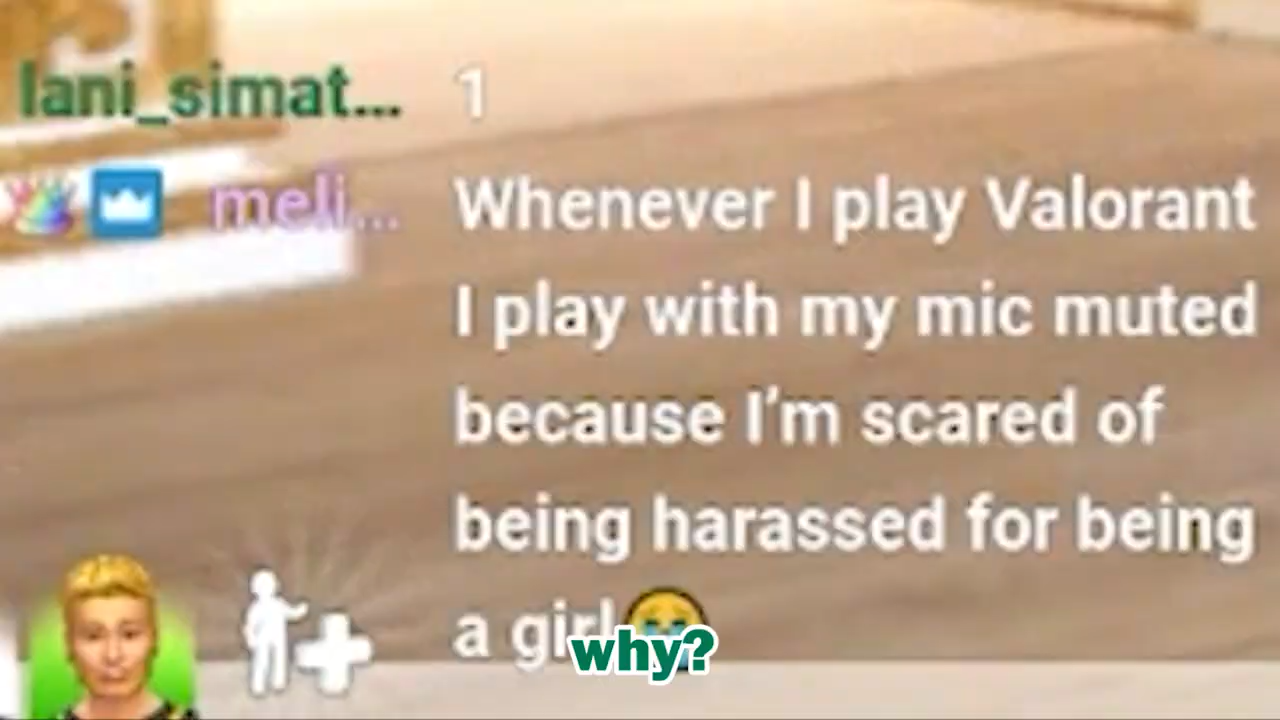 lani_simat... 1
meli... Whenever I play Valorant
I play with my mic muted
because I'm scared of
being harassed for being
a girl😭
why?